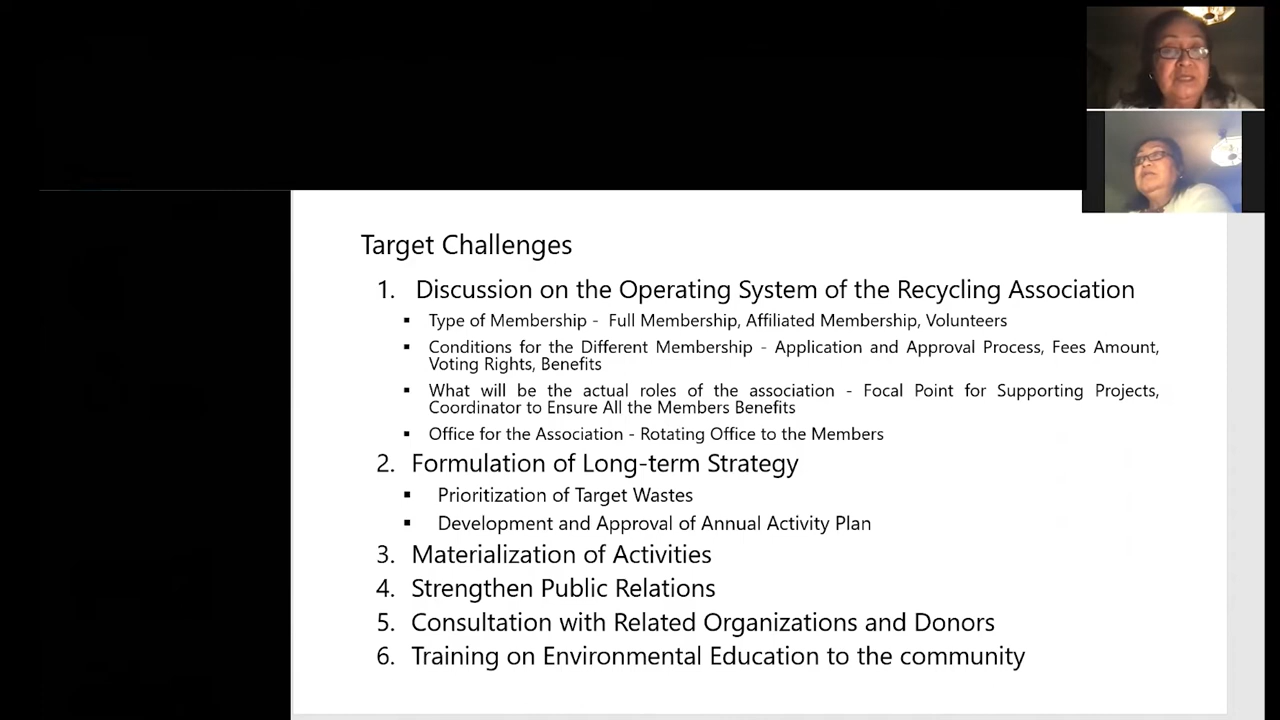 Target Challenges
1. Discussion on the Operating System of the Recycling Association
▪ Type of Membership - Full Membership, Affiliated Membership, Volunteers
▪ Conditions for the Different Membership - Application and Approval Process, Fees Amount,
Voting Rights, Benefits
▪ What will be the actual roles of the association - Focal Point for Supporting Projects,
Coordinator to Ensure All the Members Benefits
▪ Office for the Association - Rotating Office to the Members
2. Formulation of Long-term Strategy
▪ Prioritization of Target Wastes
▪ Development and Approval of Annual Activity Plan
3. Materialization of Activities
4. Strengthen Public Relations
5. Consultation with Related Organizations and Donors
6. Training on Environmental Education to the community